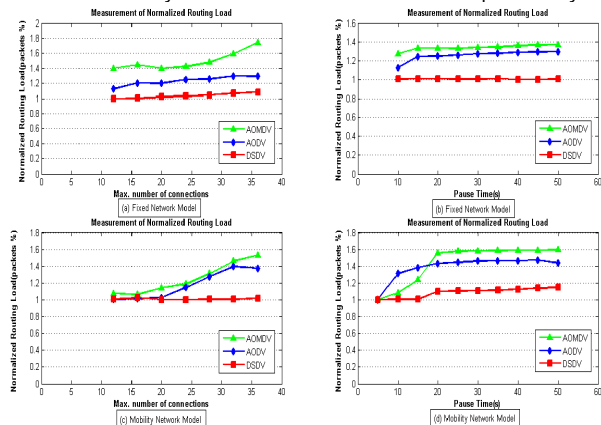 Measurement of Normalized Routing Load
Normalized Routing Load(packets %)
2
1.8
1.6
1.4
1.2
1
0.8
0.6
0.4
0.2
0
0 5 10 15 20 25 30 35 40
Max. number of connections
AOMDV
AODV
DSDV
(a) Fixed Network Model
Measurement of Normalized Routing Load
Normalized Routing Load(packets %)
1.6
1.4
1.2
1
0.8
0.6
0.4
0.2
0
0 10 20 30 40 50 60
Pause Time(s)
AOMDV
AODV
DSDV
(b) Fixed Network Model
Measurement of Normalized Routing Load
Normalized Routing Load(packets %)
1.8
1.6
1.4
1.2
1
0.8
0.6
0.4
0.2
0
0 5 10 15 20 25 30 35 40
Max. number of connections
AOMDV
AODV
DSDV
(c) Mobility Network Model
Measurement of Normalized Routing Load
Normalized Routing Load(packets %)
1.8
1.6
1.4
1.2
1
0.8
0.6
0.4
0.2
0
0 10 20 30 40 50 60
Pause Time(s)
AOMDV
AODV
DSDV
(d) Mobility Network Model